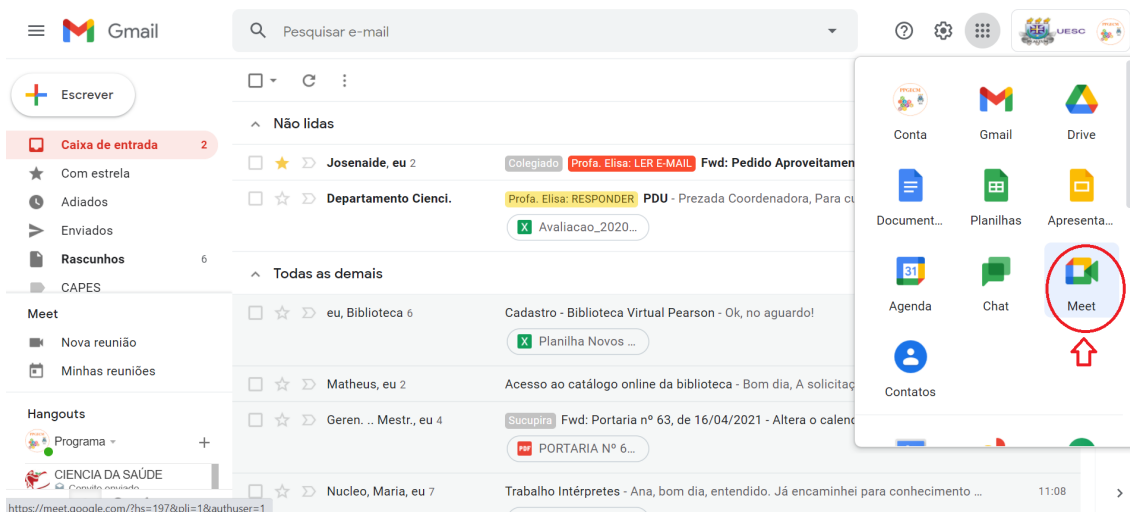 Gmail
Pesquisar e-mail
UESC
Escrever
Caixa de entrada 2
Com estrela
Adiados
Enviados
Rascunhos 6
CAPES
Meet
Nova reunião
Minhas reuniões
Hangouts
Programa
CIENCIA DA SAÚDE
Convite enviado
https://meet.google.com/?hs=197&pli=1&authuser=1
Não lidas
Josenaide, eu 2 Colegiado Profa. Elisa: LER E-MAIL Fwd: Pedido Aproveitamen
Departamento Cienci. Profa. Elisa: RESPONDER PDU - Prezada Coordenadora, Para cu
Avaliacao_2020...
Todas as demais
eu, Biblioteca 6 Cadastro - Biblioteca Virtual Pearson - Ok, no aguardo!
Planilha Novos ...
Matheus, eu 2 Acesso ao catálogo online da biblioteca - Bom dia, A solicitaç
Geren. .. Mestr., eu 4 Sucupira Fwd: Portaria nº 63, de 16/04/2021 - Altera o calenc
PDF PORTARIA Nº 6...
Nucleo, Maria, eu 7 Trabalho Intérpretes - Ana, bom dia, entendido. Já encaminhei para conhecimento ... 11:08
PPGECM
Conta
Gmail
Drive
Document...
Planilhas
Apresenta...
31
Agenda
Chat
Meet
Contatos